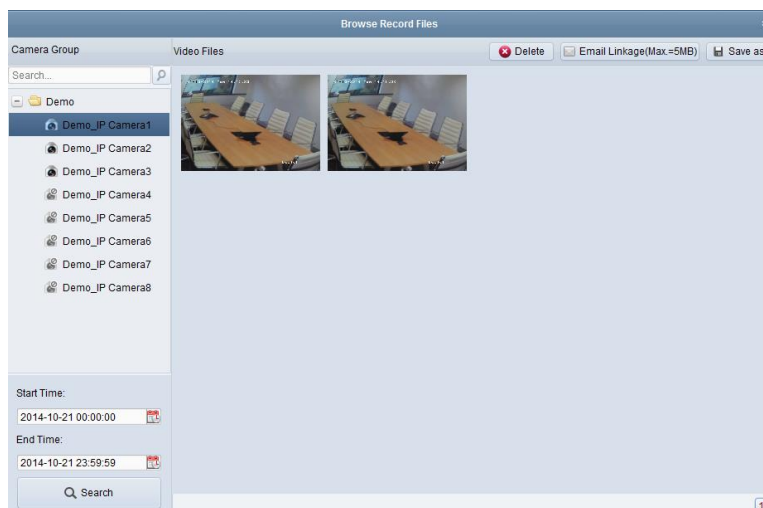 Browse Record Files
Camera Group
Video Files
Delete
Email Linkage(Max.=5MB)
Save as
Search...
Demo
Demo_IP Camera1
Demo_IP Camera2
Demo_IP Camera3
Demo_IP Camera4
Demo_IP Camera5
Demo_IP Camera6
Demo_IP Camera7
Demo_IP Camera8
Start Time:
2014-10-21 00:00:00
End Time:
2014-10-21 23:59:59
Search
1